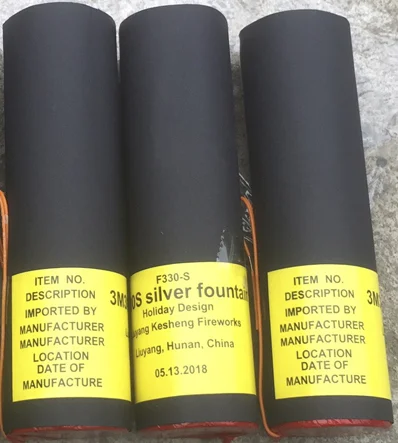 ITEM NO.
DESCRIPTION
IMPORTED BY
MANUFACTURER
MANUFACTURER
LOCATION
DATE OF
MANUFACTURE
F330-S
silver fountain
Holiday Design
Kesheng Fireworks
Liuyang, Hunan, China
05.13.2018
ITEM NO.
DESCRIPTION
IMPORTED BY
MANUFACTURER
MANUFACTURER
LOCATION
DATE OF
MANUFACTURE